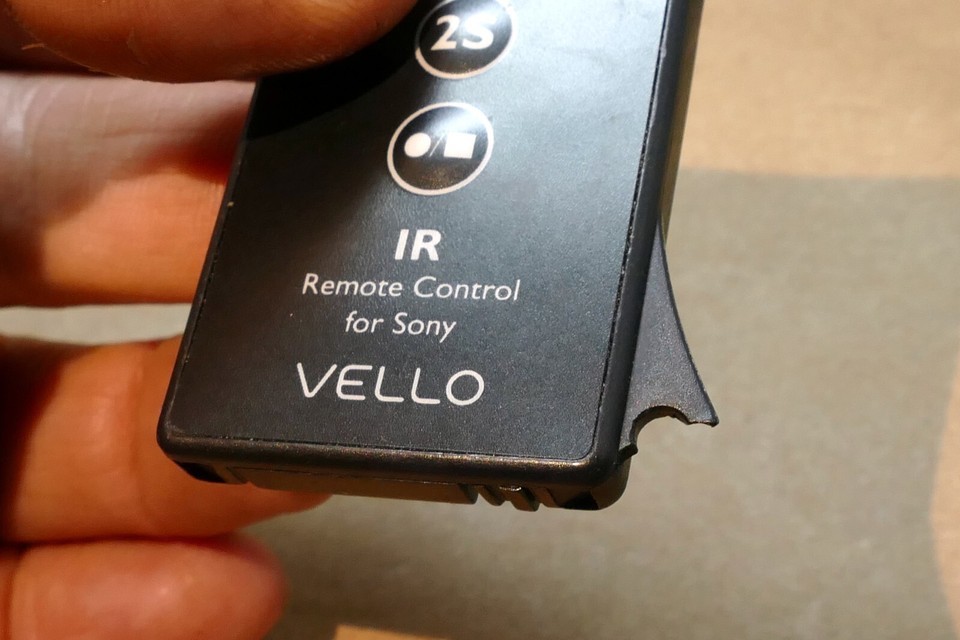 2S
●/■
IR
Remote Control
for Sony
VELLO